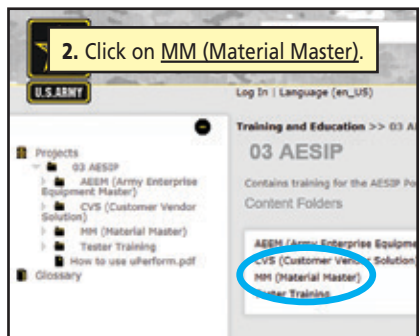 2. Click on MM (Material Master).
U.S.ARMY
Log In | Language (en_US)
Training and Education >> 03
Projects
03 AESIP
AEEM (Army Enterprise
Equipment Master)
CVS (Customer Vendor
Solution)
MM (Material Master)
Tester Training
How to use uPerform.pdf
Glossary
03 AESIP
Contains training for the AESIP
Content Folders
AEEM (Army Enterprise
CVS (Customer Vendor Solution)
MM (Material Master)
Tester Training